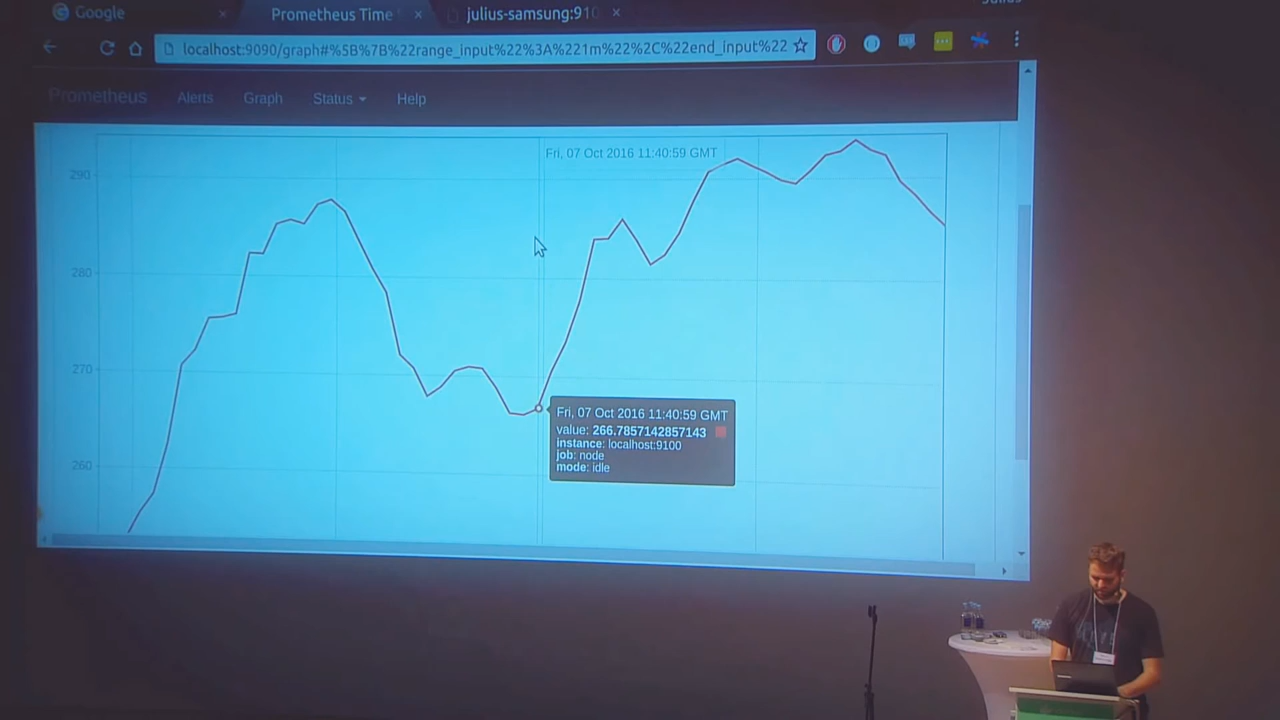 Google × Prometheus Time × julius-samsung:910 ×
localhost:9090/graph#%5B%7B%22range_input%22%3A%221m%22%2C%22end_input%22
Prometheus Alerts Graph Status Help
Fri, 07 Oct 2016 11:40:59 GMT
290
280
270
260
Fri, 07 Oct 2016 11:40:59 GMT
value: 266.7857142857143
instance: localhost:9100
job: node
mode: idle